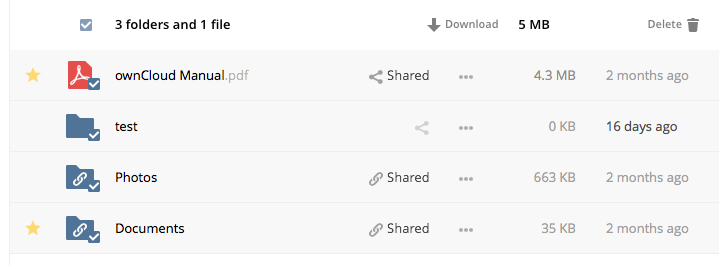 3 folders and 1 file Download 5 MB Delete
ownCloud Manual.pdf Shared ••• 4.3 MB 2 months ago
test ••• 0 KB 16 days ago
Photos Shared ••• 663 KB 2 months ago
Documents Shared ••• 35 KB 2 months ago